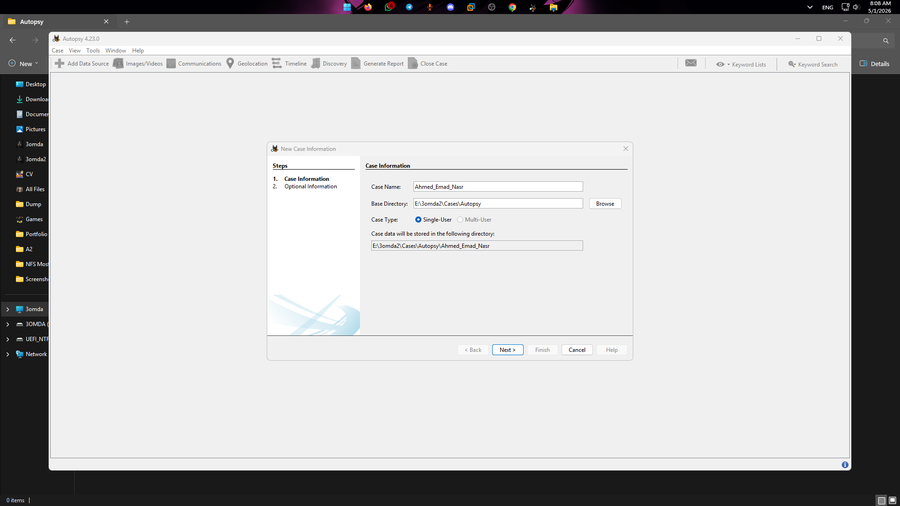 ENG
8:08 AM
5/1/2026
Autopsy
Autopsy 4.23.0
Case View Tools Window Help
New
Add Data Source Images/Videos Communications Geolocation Timeline Discovery Generate Report Close Case Keyword Lists Keyword Search
Details
Desktop
Downloa
Documer
Pictures
3omda
3omda2
CV
All Files
Dump
Games
Portfolio
A2
NFS Most
Screensh
3omda
3OMDA (
UEFI_NTF
Network
New Case Information
Steps
1. Case Information
2. Optional Information
Case Information
Case Name: Ahmed_Emad_Nasr
Base Directory: E:\3omda2\Cases\Autopsy Browse
Case Type: Single-User Multi-User
Case data will be stored in the following directory:
E:\3omda2\Cases\Autopsy\Ahmed_Emad_Nasr
< Back Next > Finish Cancel Help
0 items